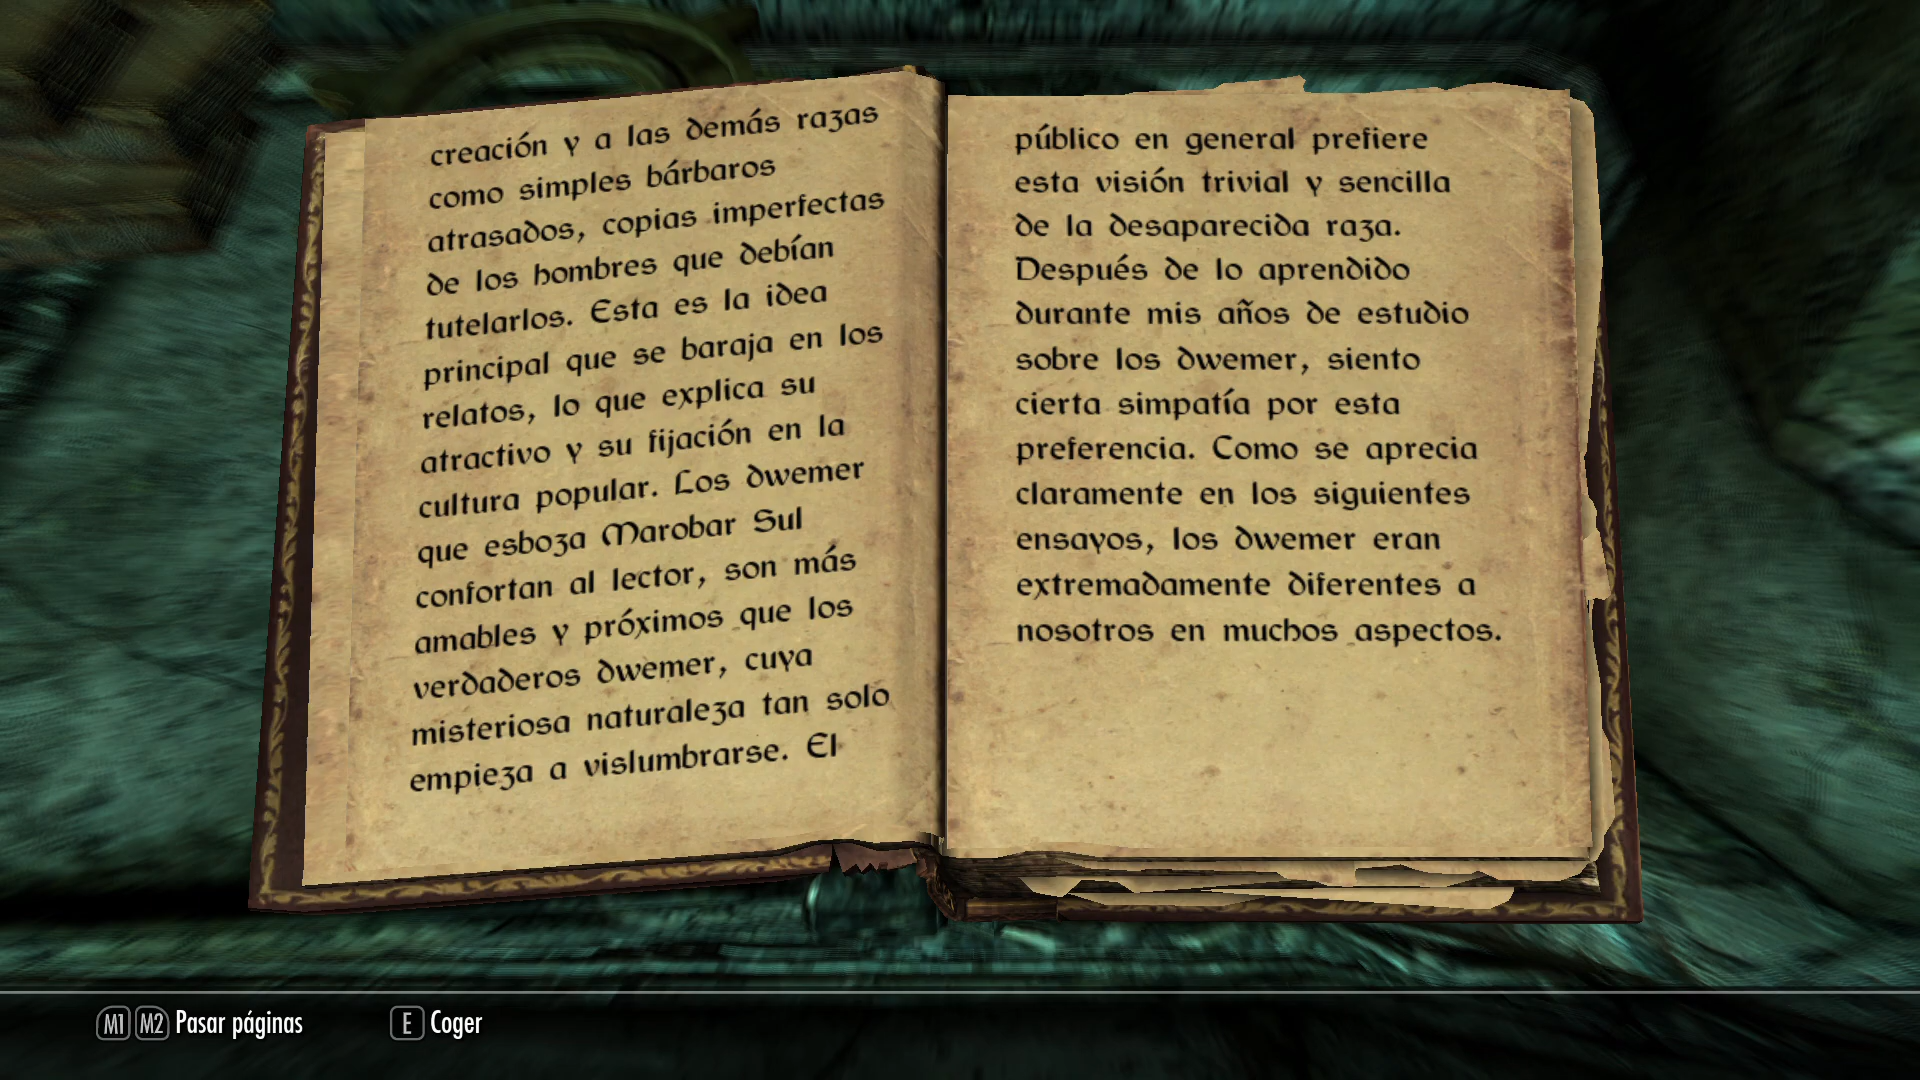 creación y a las demás razas
como simples bárbaros
atrasados, copias imperfectas
de los hombres que debían
tutelarlos. Esta es la idea
principal que se baraja en los
relatos, lo que explica su
atractivo y su fijación en la
cultura popular. Los dwemer
que esboza Marobar Sul
confortan al lector, son más
amables y próximos que los
verdaderos dwemer, cuya
misteriosa naturaleza tan solo
empieza a vislumbrarse. El
público en general prefiere
esta visión trivial y sencilla
de la desaparecida raza.
Después de lo aprendido
durante mis años de estudio
sobre los dwemer, siento
cierta simpatía por esta
preferencia. Como se aprecia
claramente en los siguientes
ensayos, los dwemer eran
extremadamente diferentes a
nosotros en muchos aspectos.
M1 M2 Pasar páginas
E Coger